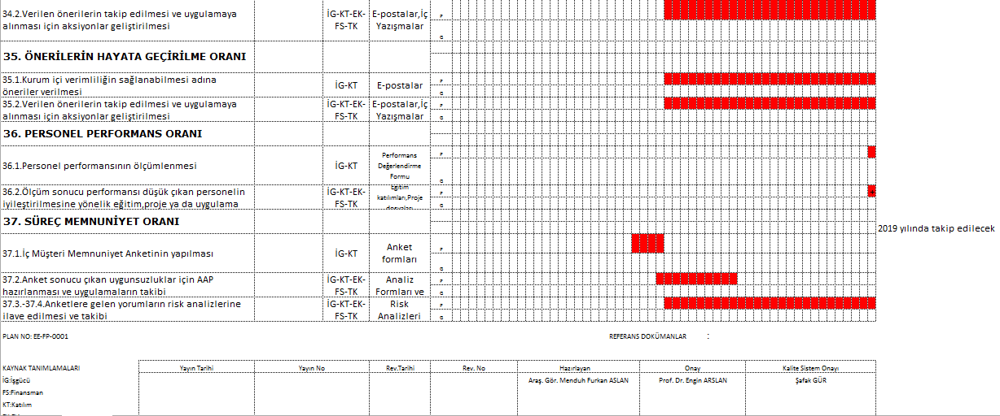 34.2.Verilen önerilerin takip edilmesi ve uygulamaya
alınması için aksiyonlar geliştirilmesi
İG-KT-EK-
FS-TK
E-postalar,İç
Yazışmalar
P
G
35. ÖNERİLERİN HAYATA GEÇİRİLME ORANI
35.1.Kurum içi verimliliğin sağlanabilmesi adına
öneriler verilmesi
İG-KT
E-postalar
P
G
35.2.Verilen önerilerin takip edilmesi ve uygulamaya
alınması için aksiyonlar geliştirilmesi
İG-KT-EK-
FS-TK
E-postalar,İç
Yazışmalar
P
G
36. PERSONEL PERFORMANS ORANI
36.1.Personel performansının ölçümlenmesi
İG-KT
Performans
Değerlendirme
Formu
P
G
36.2.Ölçüm sonucu performansı düşük çıkan personelin
iyileştirilmesine yönelik eğitim,proje ya da uygulama
İG-KT-EK-
FS-TK
Eğitim
katılımları,Proje
dosyaları
P
G
37. SÜREÇ MEMNUNİYET ORANI
2019 yılında takip edilecek
37.1.İç Müşteri Memnuniyet Anketinin yapılması
İG-KT
Anket
formları
P
G
37.2.Anket sonucu çıkan uygunsuzluklar için AAP
hazırlanması ve uygulamaların takibi
İG-KT-EK-
FS-TK
Analiz
Formları ve
P
G
37.3.-37.4.Anketlere gelen yorumların risk analizlerine
ilave edilmesi ve takibi
İG-KT-EK-
FS-TK
Risk
Analizleri
P
G
PLAN NO: EE-FP-0001
REFERANS DOKÜMANLAR :
KAYNAK TANIMLAMALARI
Yayın Tarihi
Yayın No
Rev.Tarihi
Rev. No
Hazırlayan
Onay
Kalite Sistem Onayı
İG:İşgücü
Araş. Gör. Menduh Furkan ASLAN
Prof. Dr. Engin ARSLAN
Şafak GÜR
FS:Finansman
KT:Katılım